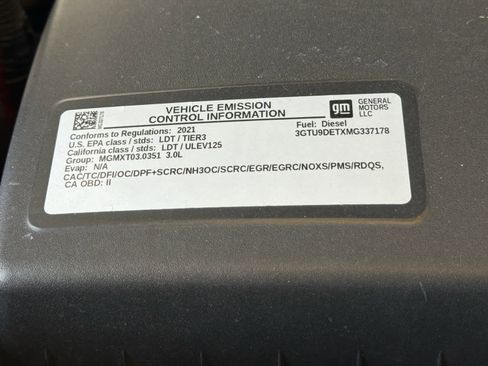 VEHICLE EMISSION
CONTROL INFORMATION
gm
GENERAL
MOTORS
LLC
Conforms to Regulations: 2021
Fuel: Diesel
U.S. EPA class / stds: LDT / TIER3
3GTU9DETXMG337178
California class / stds: LDT / ULEV125
Group: MGMXT03.0351 3.0L
Evap: N/A
CAC/TC/DFI/OC/DPF+SCRC/NH3OC/SCRC/EGR/EGRC/NOXS/PMS/RDQS,
CA OBD: II